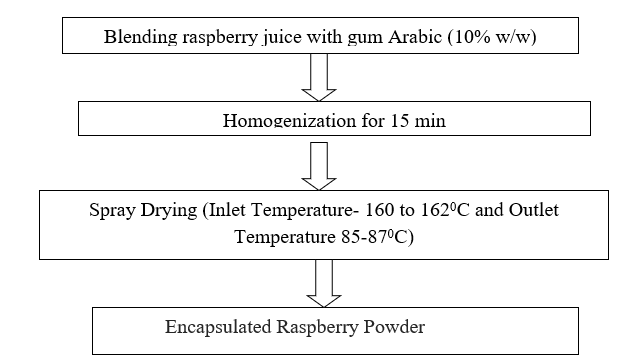 Blending raspberry juice with gum Arabic (10% w/w)
Homogenization for 15 min
Spray Drying (Inlet Temperature- 160 to 162⁰C and Outlet
Temperature 85-87⁰C)
Encapsulated Raspberry Powder